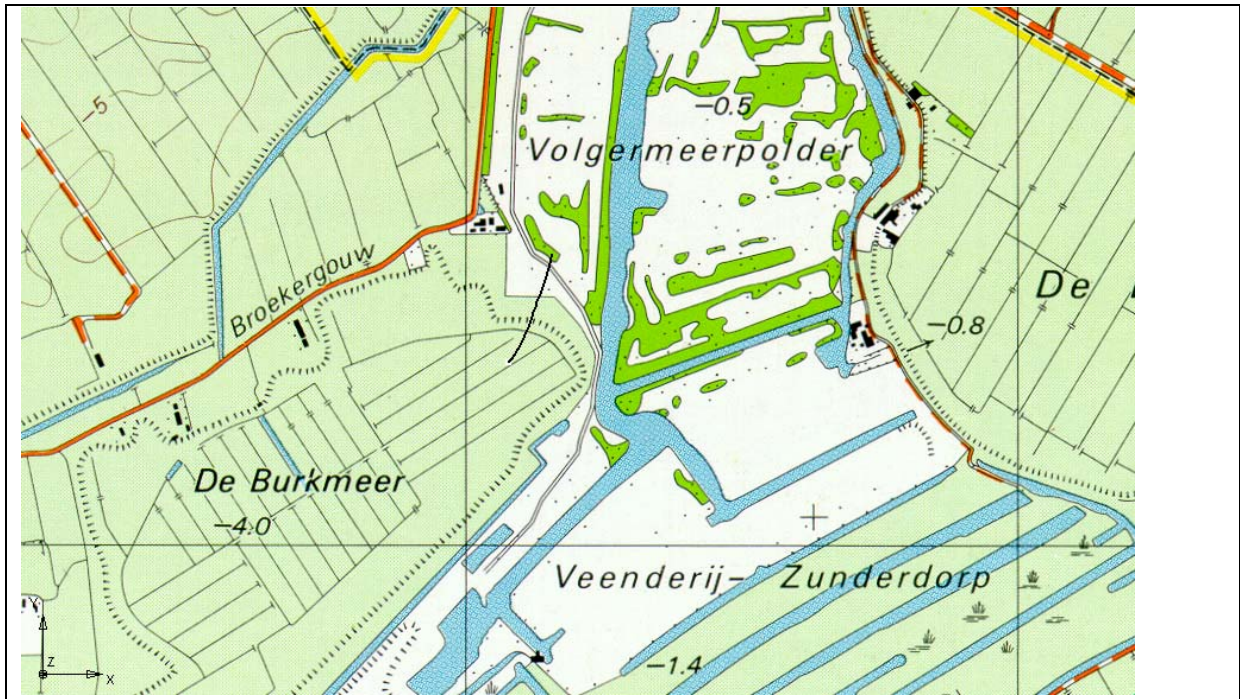 -5
-0.5
Volgermeerpolder
Broekergouw
De
-0.8
De Burkmeer
-4.0
Veenderij- Zunderdorp
-1.4
Y
Z
X